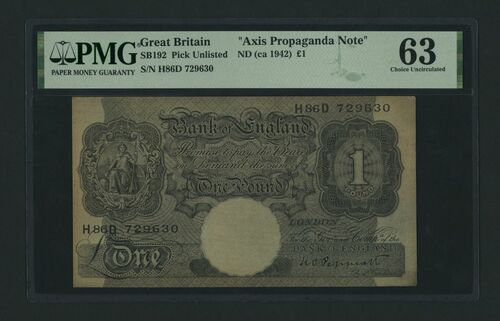 PMG
PAPER MONEY GUARANTY
Great Britain
SB192 Pick Unlisted
S/N H86D 729630
"Axis Propaganda Note"
ND (ca 1942) £1
63
Choice Uncirculated
H86D 729630
Bank of England
One Pound
1
LONDON
H86D 729630
BANK of ENGLAND
£One